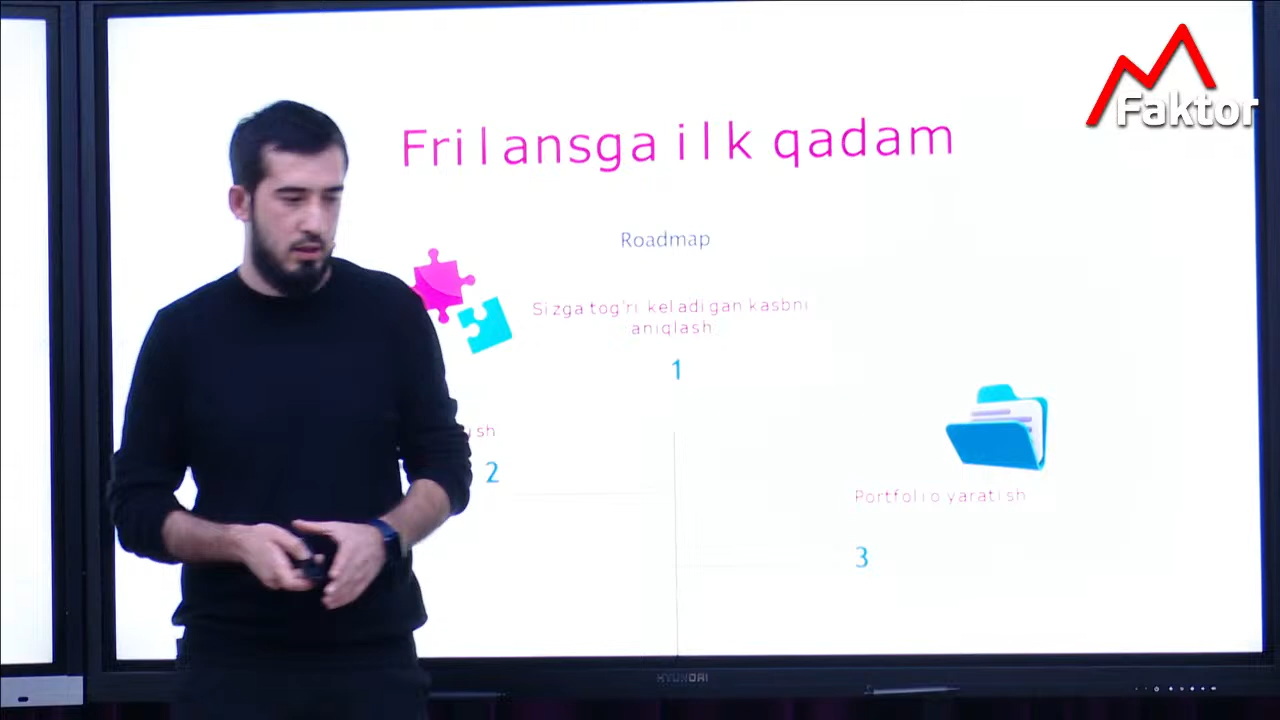 Faktor
Frilansga ilk qadam
Roadmap
Sizga tog'ri keladigan kasbni
aniqlash
1
2
Portfolio yaratish
3
HYUNDAI